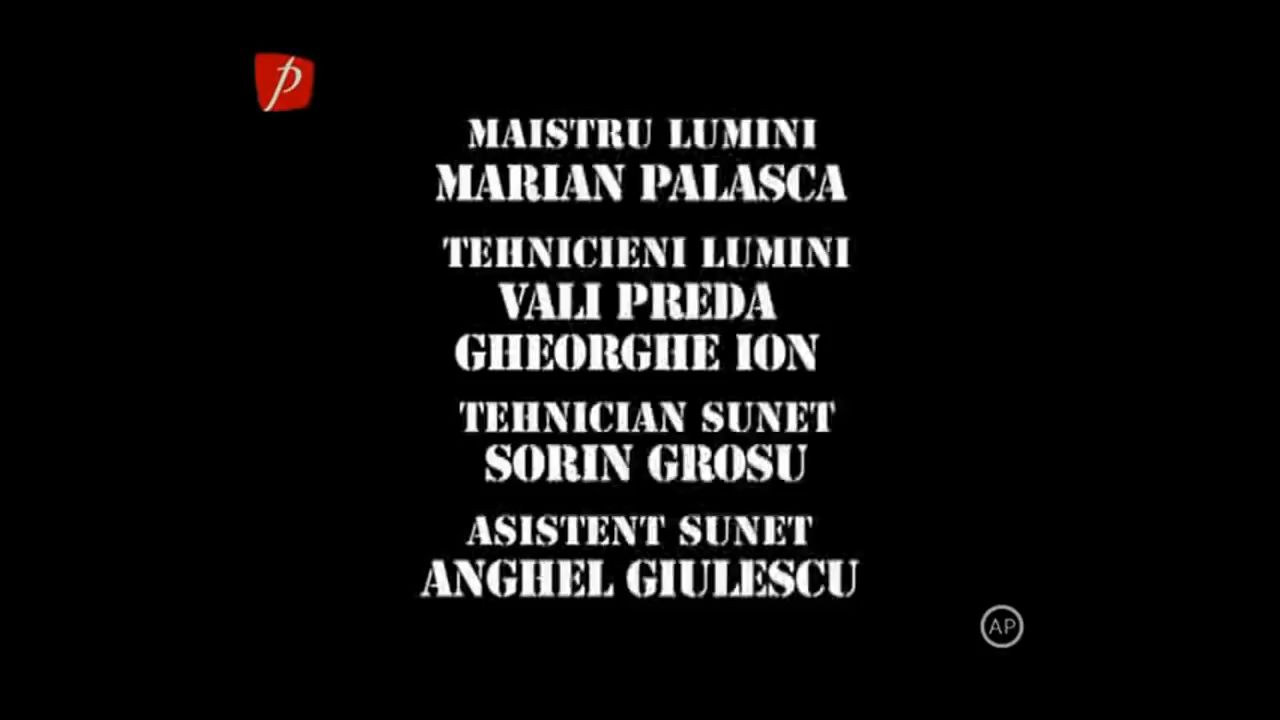 p
MAISTRU LUMINI
MARIAN PALASCA
TEHNICIENI LUMINI
VALI PREDA
GHEORGHE ION
TEHNICIAN SUNET
SORIN GROSU
ASISTENT SUNET
ANGHEL GIULESCU
AP